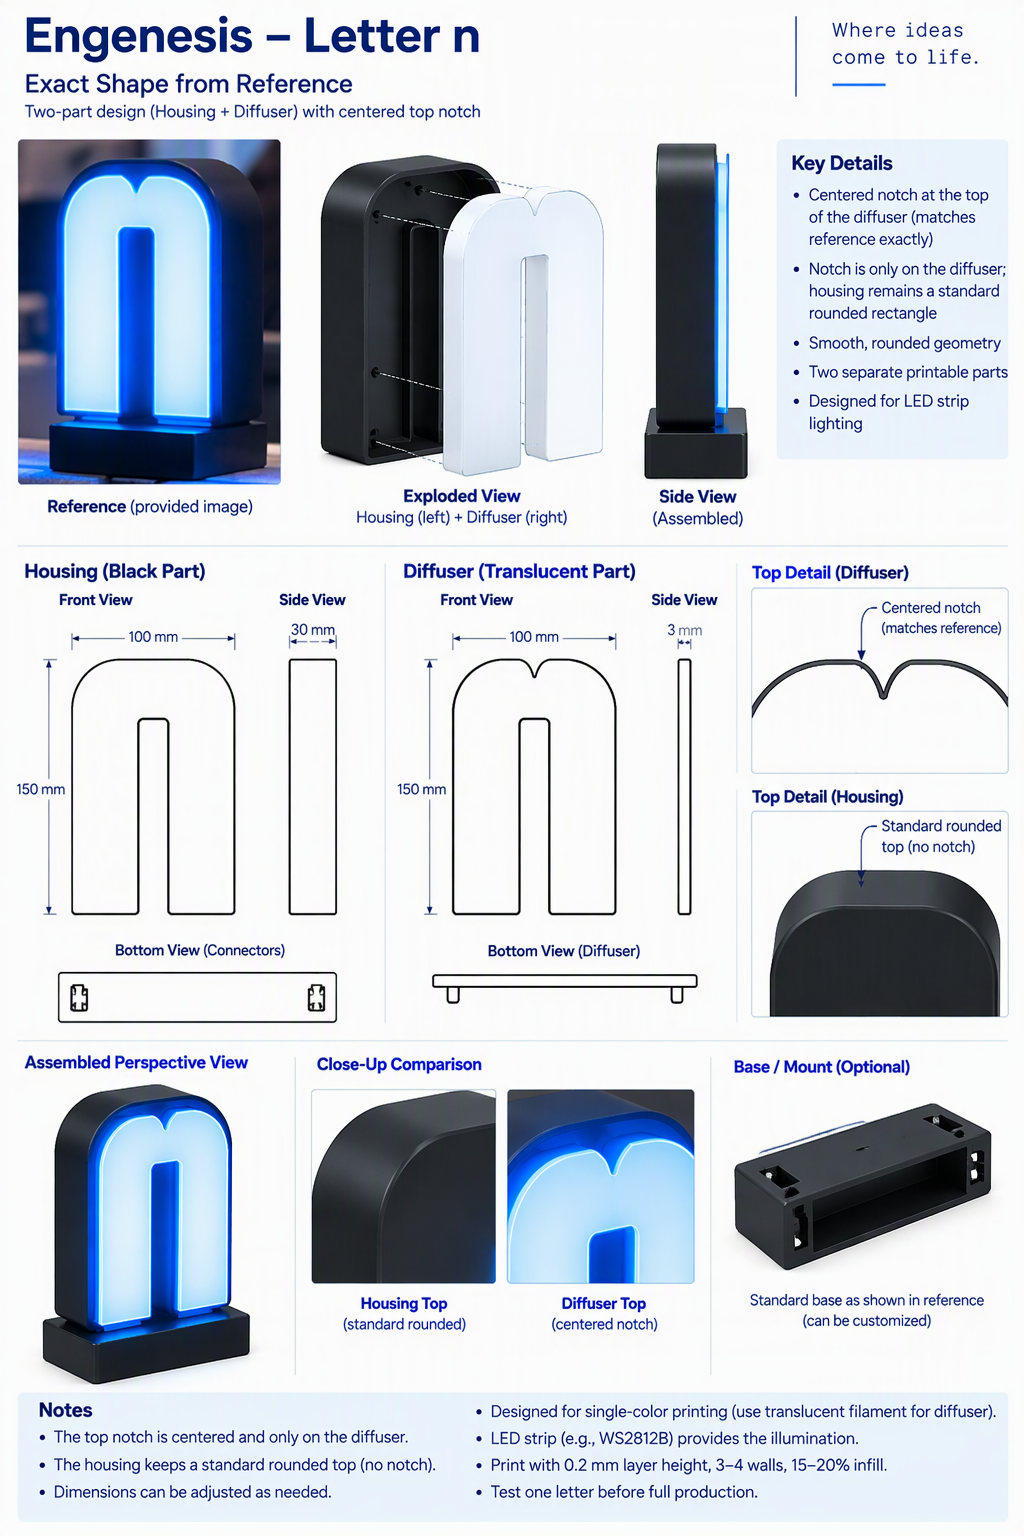 Engenesis – Letter n
Where ideas
come to life.
Exact Shape from Reference
Two-part design (Housing + Diffuser) with centered top notch
Reference (provided image)
Exploded View
Housing (left) + Diffuser (right)
Side View
(Assembled)
Key Details
• Centered notch at the top
of the diffuser (matches
reference exactly)
• Notch is only on the diffuser;
housing remains a standard
rounded rectangle
• Smooth, rounded geometry
• Two separate printable parts
• Designed for LED strip
lighting
Housing (Black Part)
Front View
Side View
100 mm
30 mm
150 mm
Bottom View (Connectors)
Diffuser (Translucent Part)
Front View
Side View
100 mm
3 mm
150 mm
Bottom View (Diffuser)
Top Detail (Diffuser)
Centered notch
(matches reference)
Top Detail (Housing)
Standard rounded
top (no notch)
Assembled Perspective View
Close-Up Comparison
Housing Top
(standard rounded)
Diffuser Top
(centered notch)
Base / Mount (Optional)
Standard base as shown in reference
(can be customized)
Notes
• The top notch is centered and only on the diffuser.
• The housing keeps a standard rounded top (no notch).
• Dimensions can be adjusted as needed.
• Designed for single-color printing (use translucent filament for diffuser).
• LED strip (e.g., WS2812B) provides the illumination.
• Print with 0.2 mm layer height, 3–4 walls, 15–20% infill.
• Test one letter before full production.